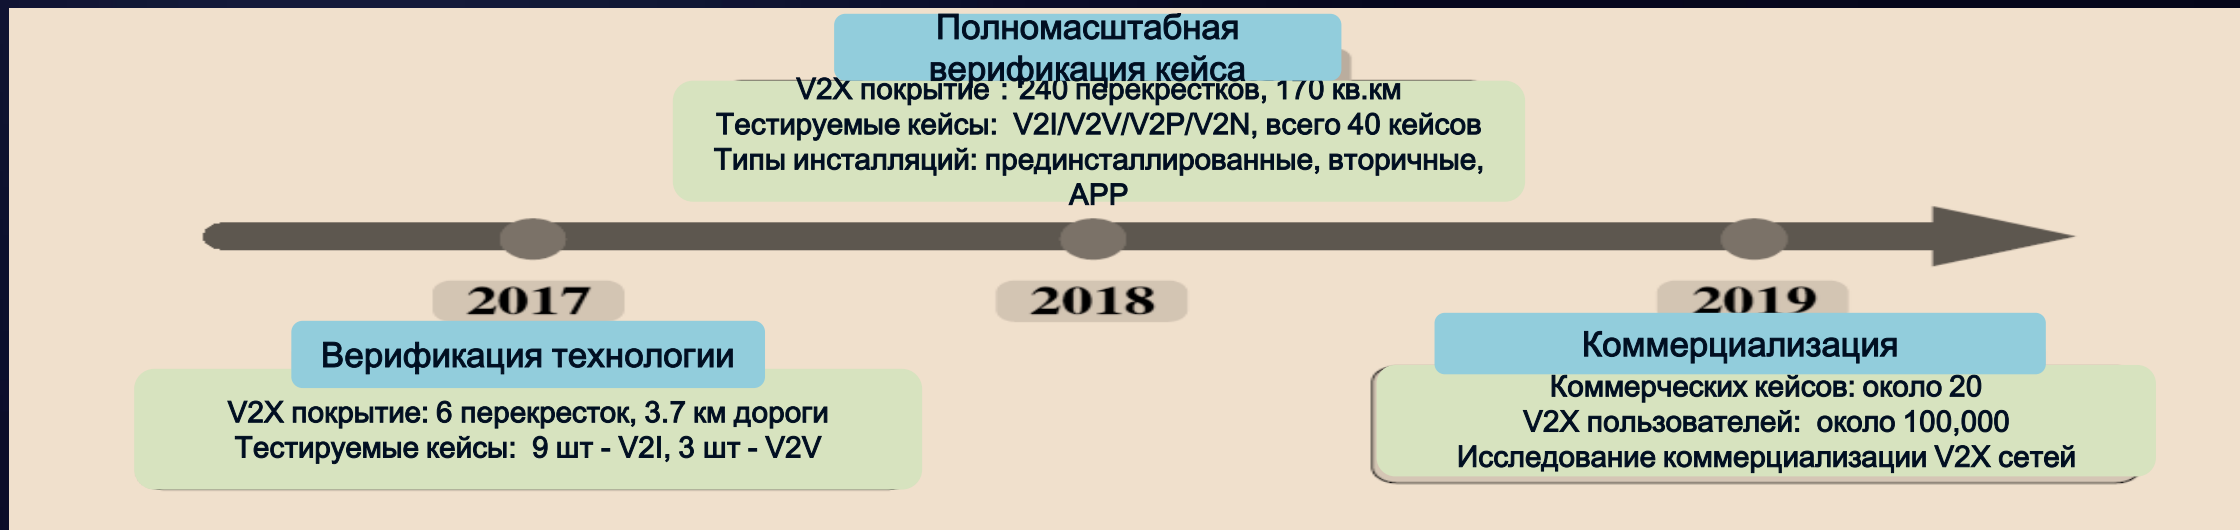 Полномасштабная
верификация кейса
V2X покрытие : 240 перекрестков, 170 кв.км
Тестируемые кейсы: V2I/V2V/V2P/V2N, всего 40 кейсов
Типы инсталляций: прединсталлированные, вторичные,
APP
2017
2018
2019
Верификация технологии
V2X покрытие: 6 перекресток, 3.7 км дороги
Тестируемые кейсы: 9 шт - V2I, 3 шт - V2V
Коммерциализация
Коммерческих кейсов: около 20
V2X пользователей: около 100,000
Исследование коммерциализации V2X сетей